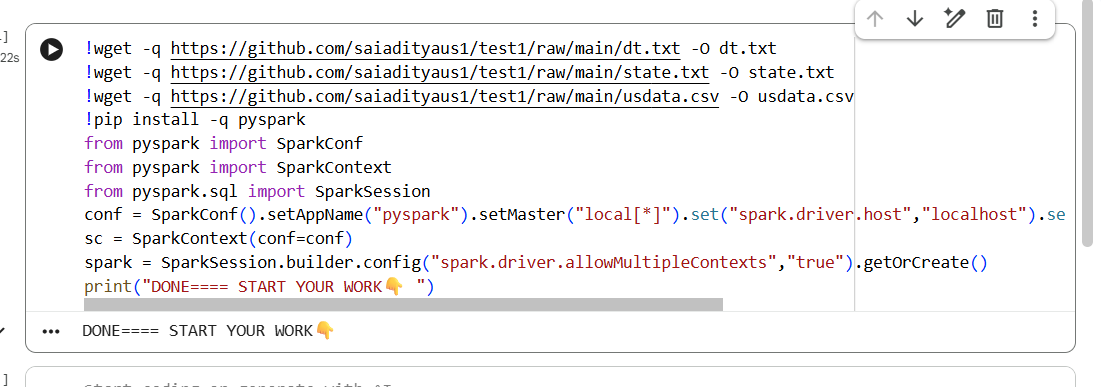 ]
22s
!wget -q https://github.com/saiadityaus1/test1/raw/main/dt.txt -O dt.txt
!wget -q https://github.com/saiadityaus1/test1/raw/main/state.txt -O state.txt
!wget -q https://github.com/saiadityaus1/test1/raw/main/usdata.csv -O usdata.csv
!pip install -q pyspark
from pyspark import SparkConf
from pyspark import SparkContext
from pyspark.sql import SparkSession
conf = SparkConf().setAppName("pyspark").setMaster("local[*]").set("spark.driver.host","localhost").se
sc = SparkContext(conf=conf)
spark = SparkSession.builder.config("spark.driver.allowMultipleContexts","true").getOrCreate()
print("DONE==== START YOUR WORK👇 ")
DONE==== START YOUR WORK👇
]